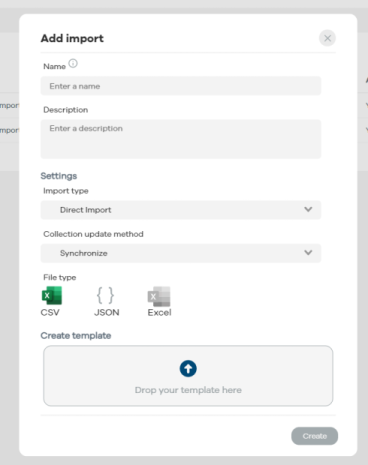 Add import
Name
Enter a name
Description
Enter a description
Settings
Import type
Direct Import
Collection update method
Synchronize
File type
CSV JSON Excel
Create template
Drop your template here
Create